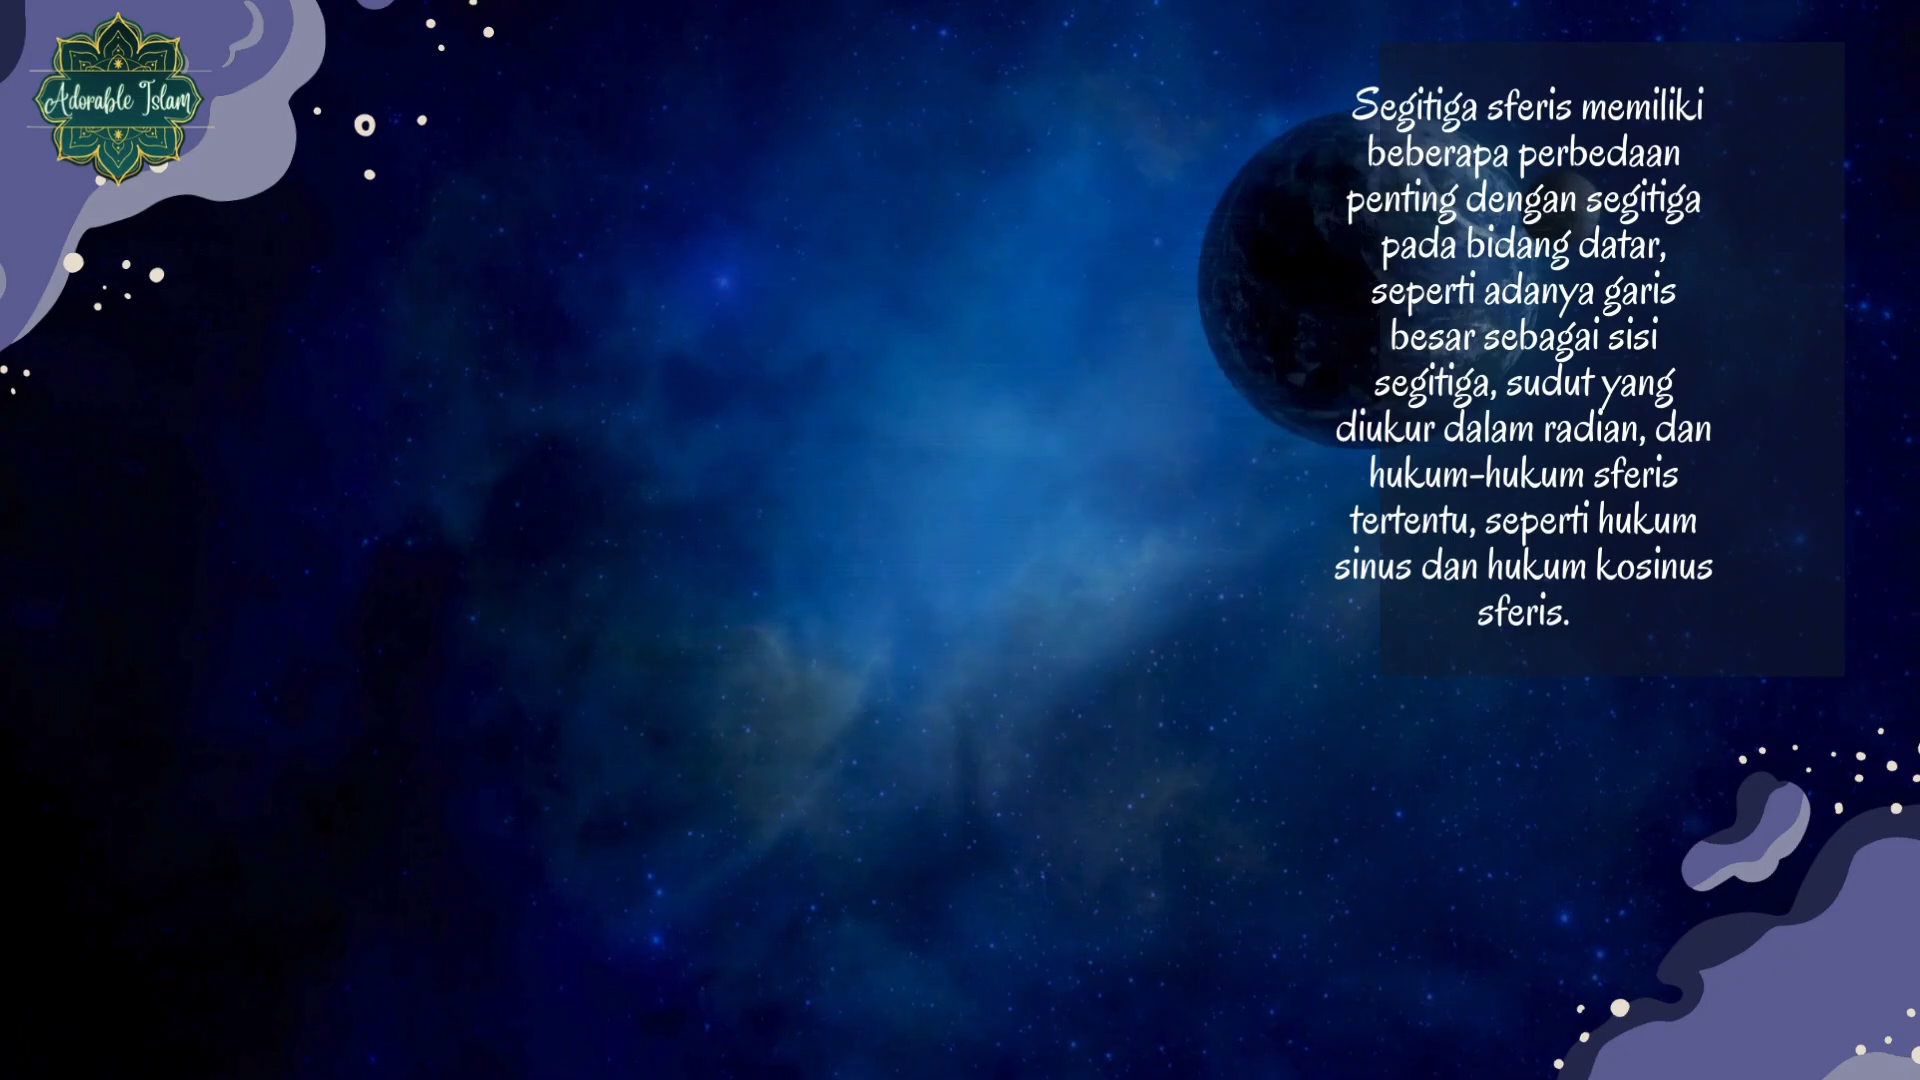 Adorable Islam
Segitiga sferis memiliki
beberapa perbedaan
penting dengan segitiga
pada bidang datar,
seperti adanya garis
besar sebagai sisi
segitiga, sudut yang
diukur dalam radian, dan
hukum-hukum sferis
tertentu, seperti hukum
sinus dan hukum kosinus
sferis.